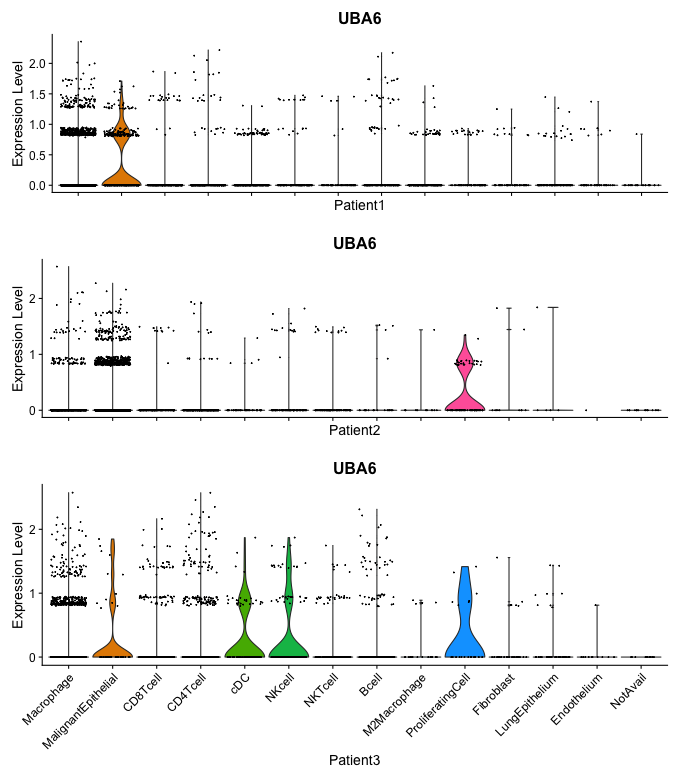 UBA6
Expression Level
2.0
1.5
1.0
0.5
0.0
Patient1
UBA6
Expression Level
2
1
0
Patient2
UBA6
Expression Level
2
1
0
Macrophage
MalignantEpithelial
CD8Tcell
CD4Tcell
cDC
NKcell
NKTcell
Bcell
M2Macrophage
ProliferatingCell
Fibroblast
LungEpithelium
Endothelium
NotAvail
Patient3